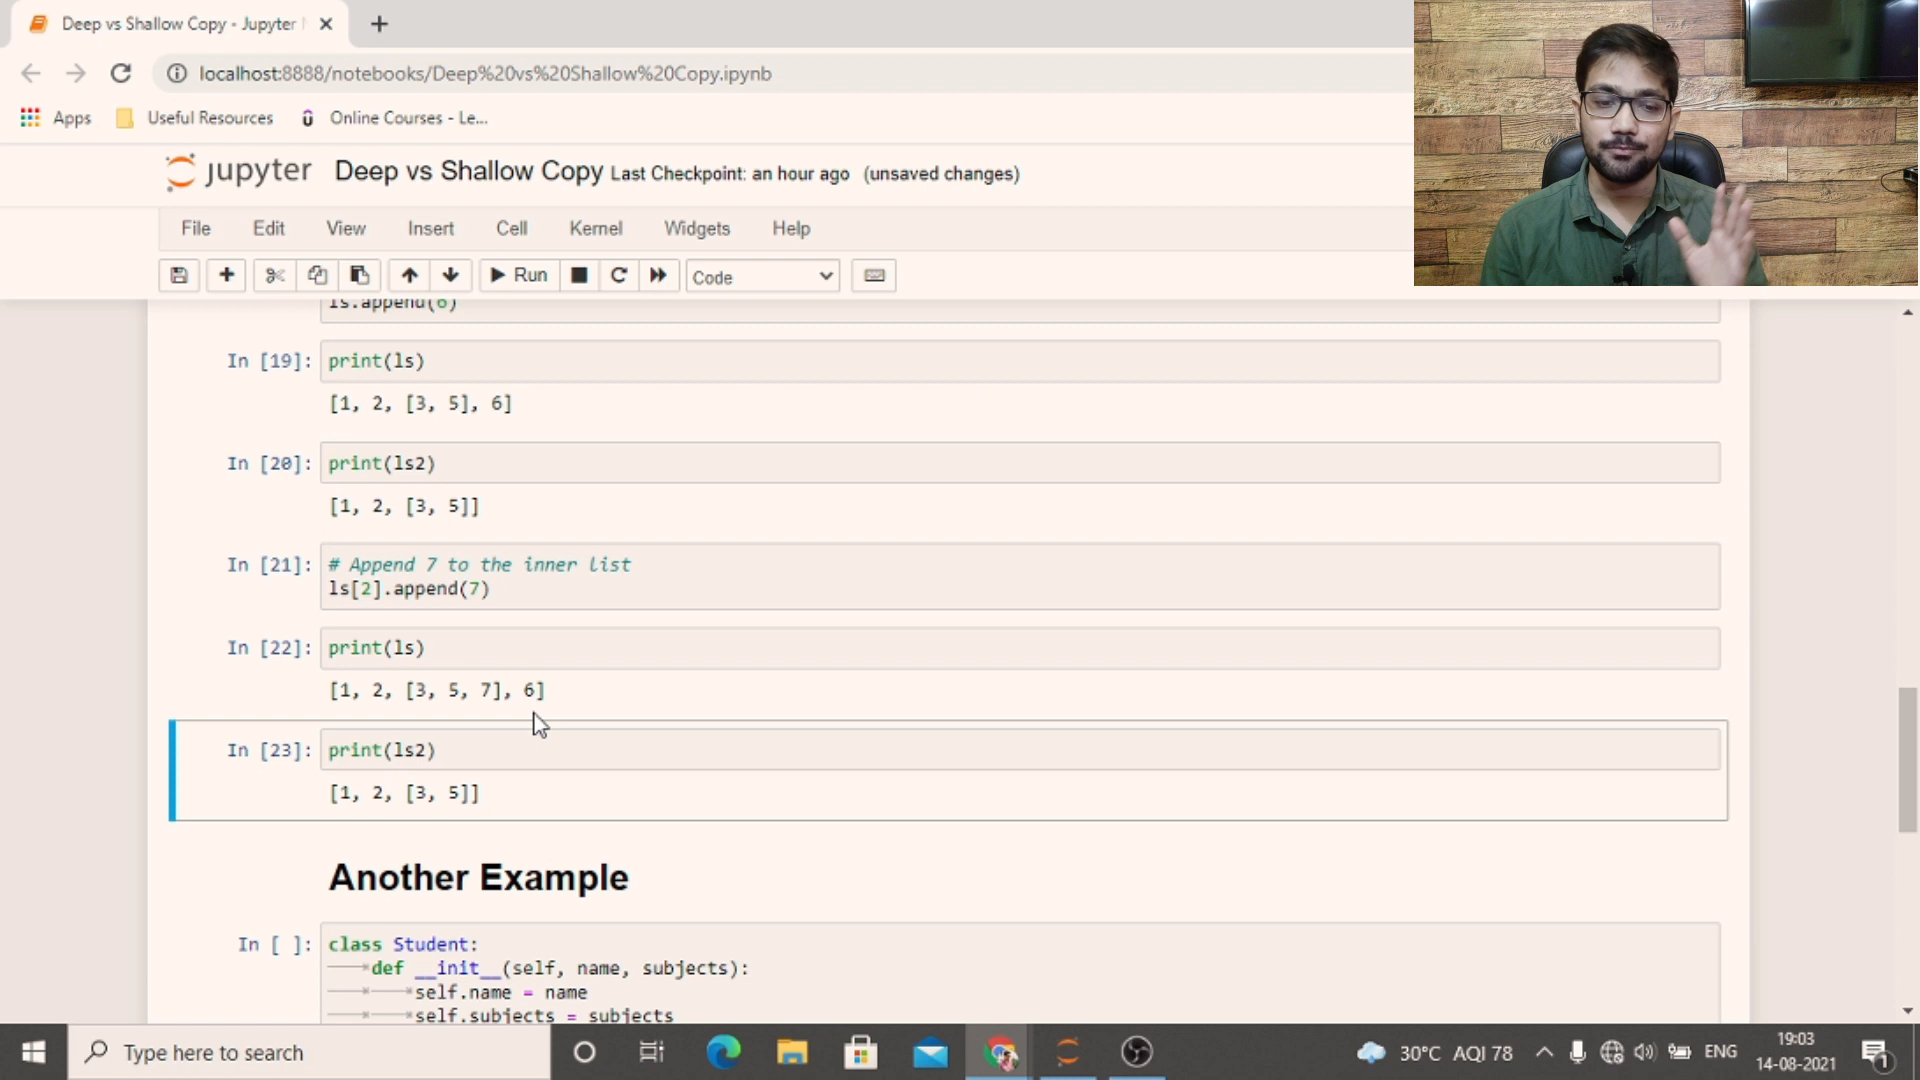 Deep vs Shallow Copy - Jupyter
localhost:8888/notebooks/Deep%20vs%20Shallow%20Copy.ipynb
Apps Useful Resources Online Courses - Le...
jupyter Deep vs Shallow Copy Last Checkpoint: an hour ago (unsaved changes)
File Edit View Insert Cell Kernel Widgets Help
Run Code
ls.append(6)
In [19]: print(ls)
[1, 2, [3, 5], 6]
In [20]: print(ls2)
[1, 2, [3, 5]]
In [21]: # Append 7 to the inner list
ls[2].append(7)
In [22]: print(ls)
[1, 2, [3, 5, 7], 6]
In [23]: print(ls2)
[1, 2, [3, 5]]
Another Example
In [ ]: class Student:
def __init__(self, name, subjects):
self.name = name
self.subjects = subjects
Type here to search
30°C AQI 78
ENG
19:03
14-08-2021
1